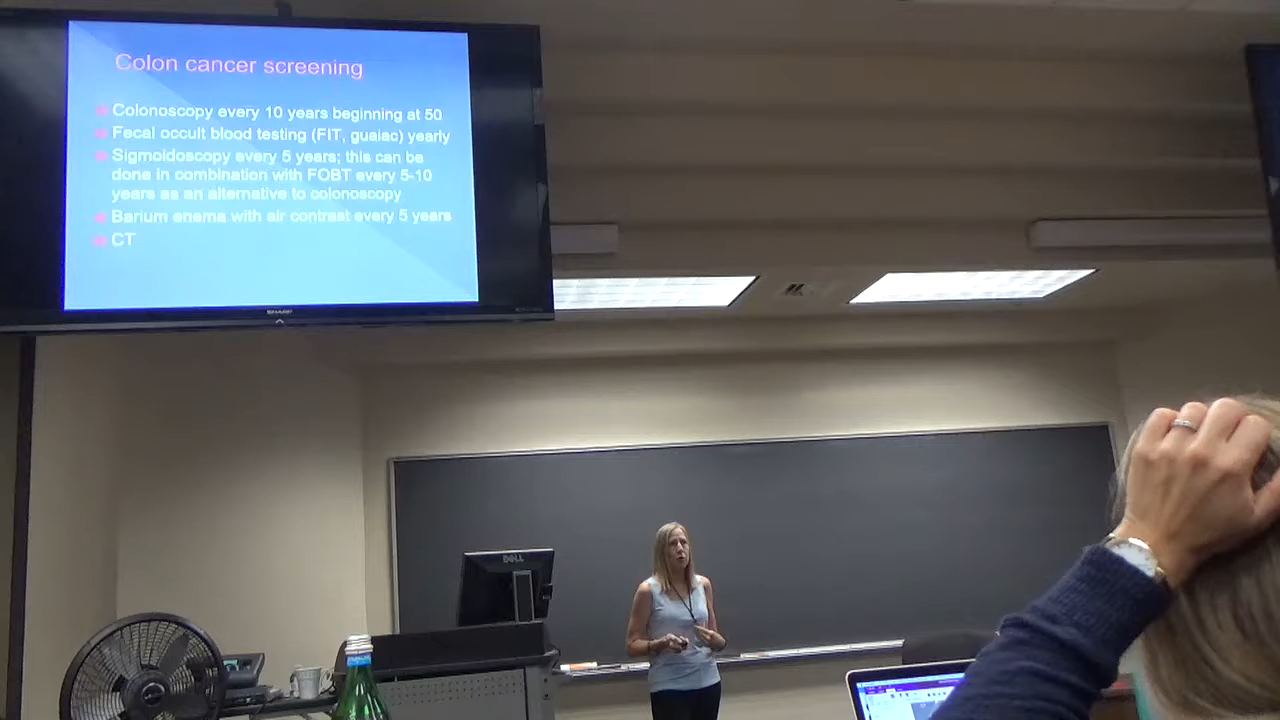 Colon cancer screening
Colonoscopy every 10 years beginning at 50
Fecal occult blood testing (FIT, guaiac) yearly
Sigmoidoscopy every 5 years; this can be
done in combination with FOBT every 5-10
years as an alternative to colonoscopy
Barium enema with air contrast every 5 years
CT
SHARP
DELL